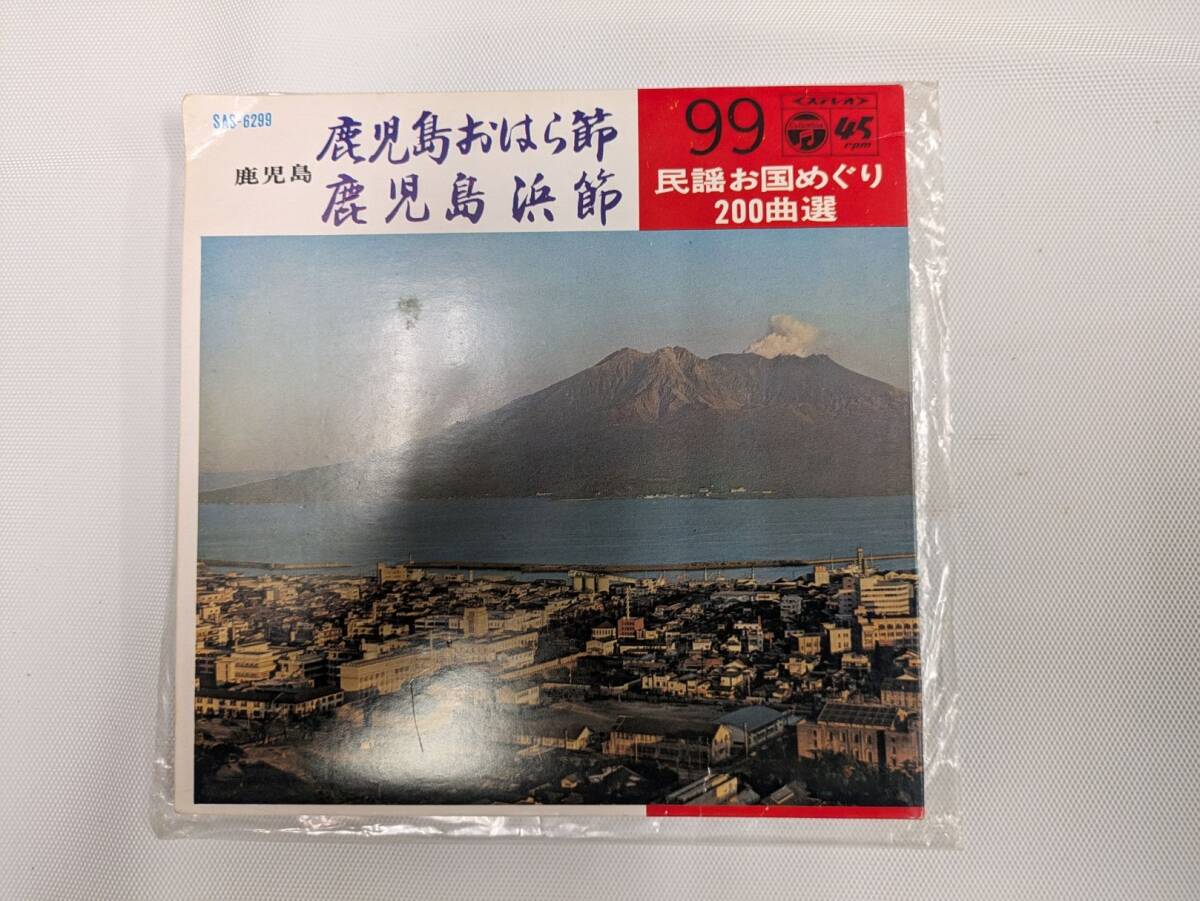 SAS-6299
鹿児島
鹿児島おはら節
鹿児島浜節
99
<ステレオ>
45
rpm
民謡お国めぐり
200曲選